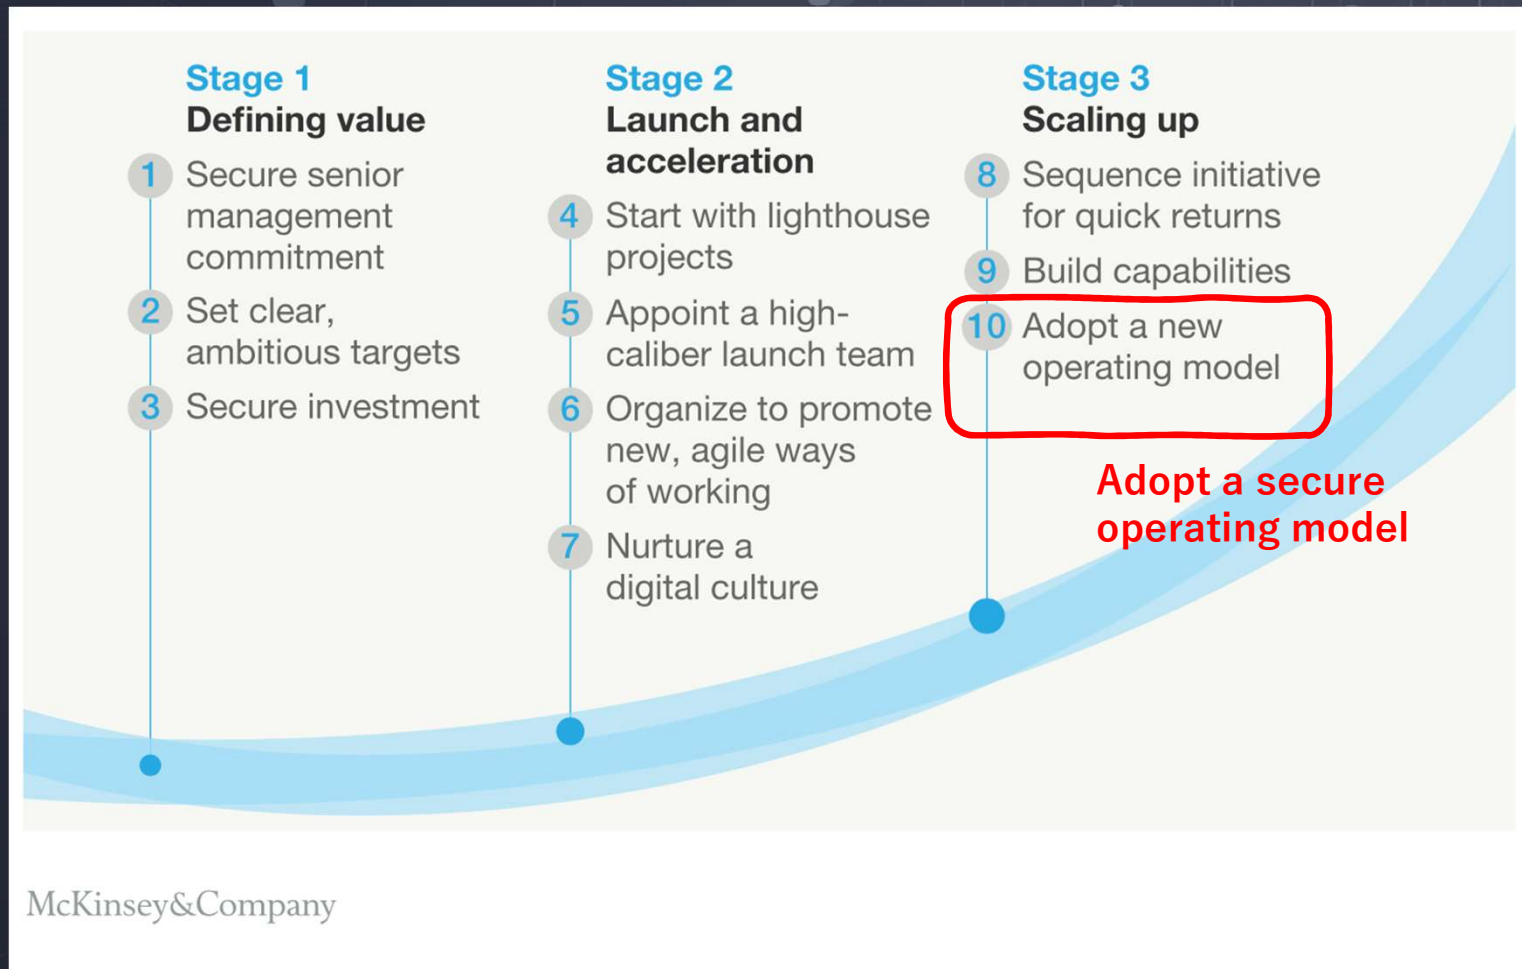 Stage 1
Defining value
1 Secure senior
management
commitment
2 Set clear,
ambitious targets
3 Secure investment
Stage 2
Launch and
acceleration
4 Start with lighthouse
projects
5 Appoint a high-
caliber launch team
6 Organize to promote
new, agile ways
of working
7 Nurture a
digital culture
Stage 3
Scaling up
8 Sequence initiative
for quick returns
9 Build capabilities
10 Adopt a new
operating model
Adopt a secure
operating model
McKinsey&Company